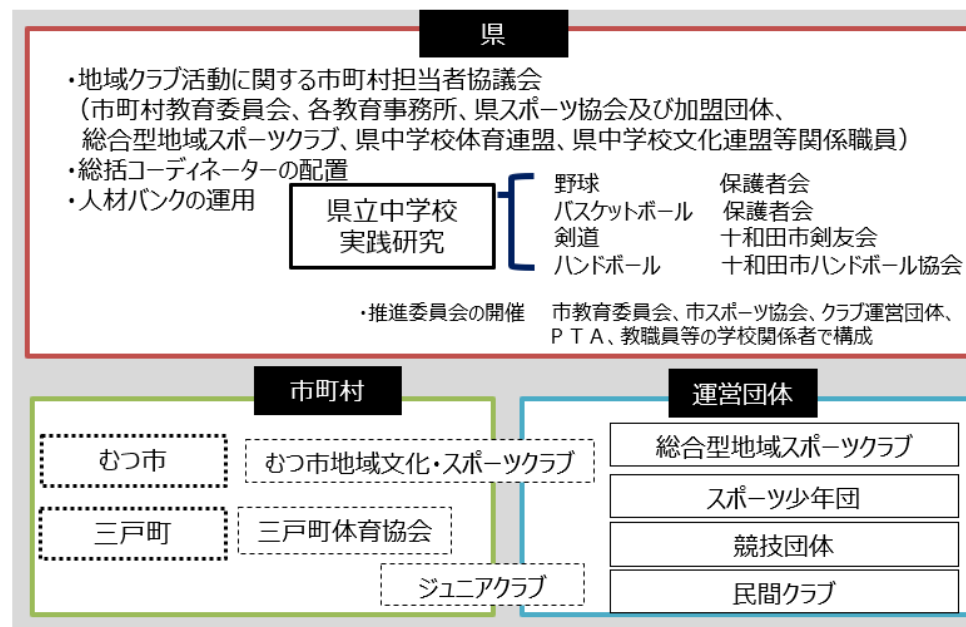 県
・地域クラブ活動に関する市町村担当者協議会
（市町村教育委員会、各教育事務所、県スポーツ協会及び加盟団体、
総合型地域スポーツクラブ、県中学校体育連盟、県中学校文化連盟等関係職員）
・総括コーディネーターの配置
・人材バンクの運用
県立中学校
実践研究
野球 保護者会
バスケットボール 保護者会
剣道 十和田市剣友会
ハンドボール 十和田市ハンドボール協会
・推進委員会の開催 市教育委員会、市スポーツ協会、クラブ運営団体、
ＰＴＡ、教職員等の学校関係者で構成
市町村
むつ市 むつ市地域文化・スポーツクラブ
三戸町 三戸町体育協会
ジュニアクラブ
運営団体
総合型地域スポーツクラブ
スポーツ少年団
競技団体
民間クラブ